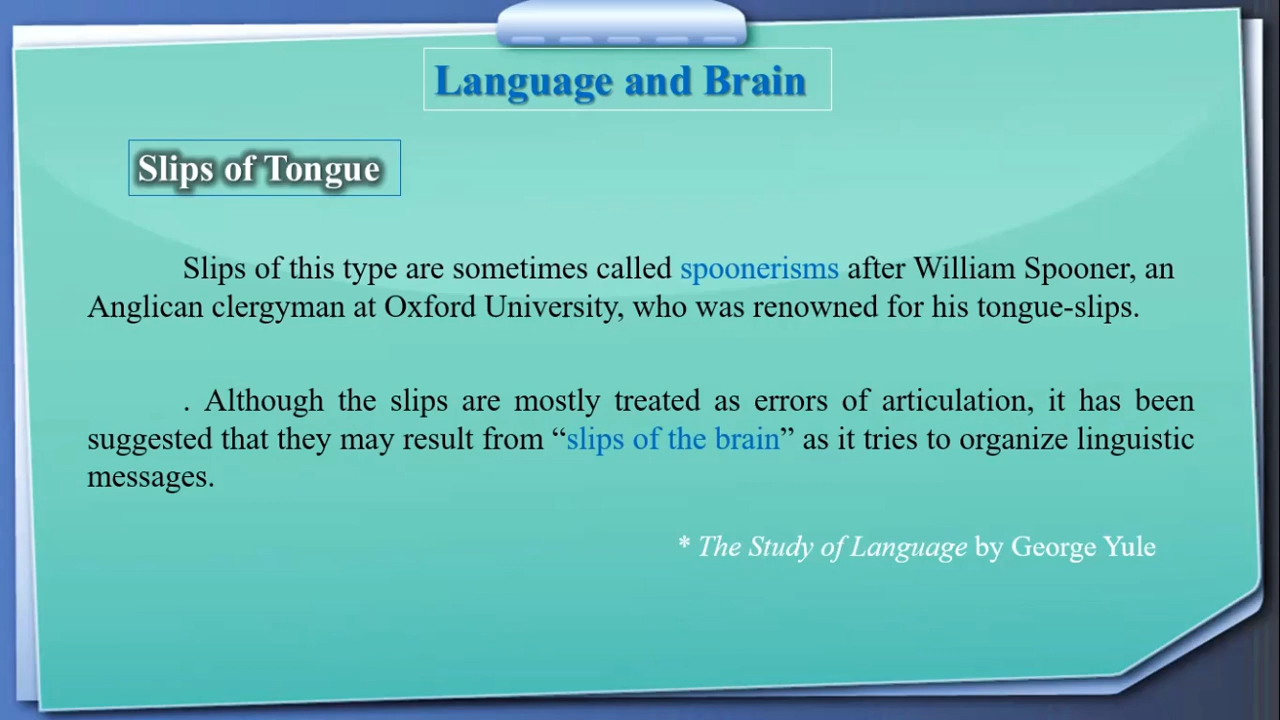 Language and Brain
Slips of Tongue
Slips of this type are sometimes called spoonerisms after William Spooner, an
Anglican clergyman at Oxford University, who was renowned for his tongue-slips.
. Although the slips are mostly treated as errors of articulation, it has been
suggested that they may result from “slips of the brain” as it tries to organize linguistic
messages.
* The Study of Language by George Yule